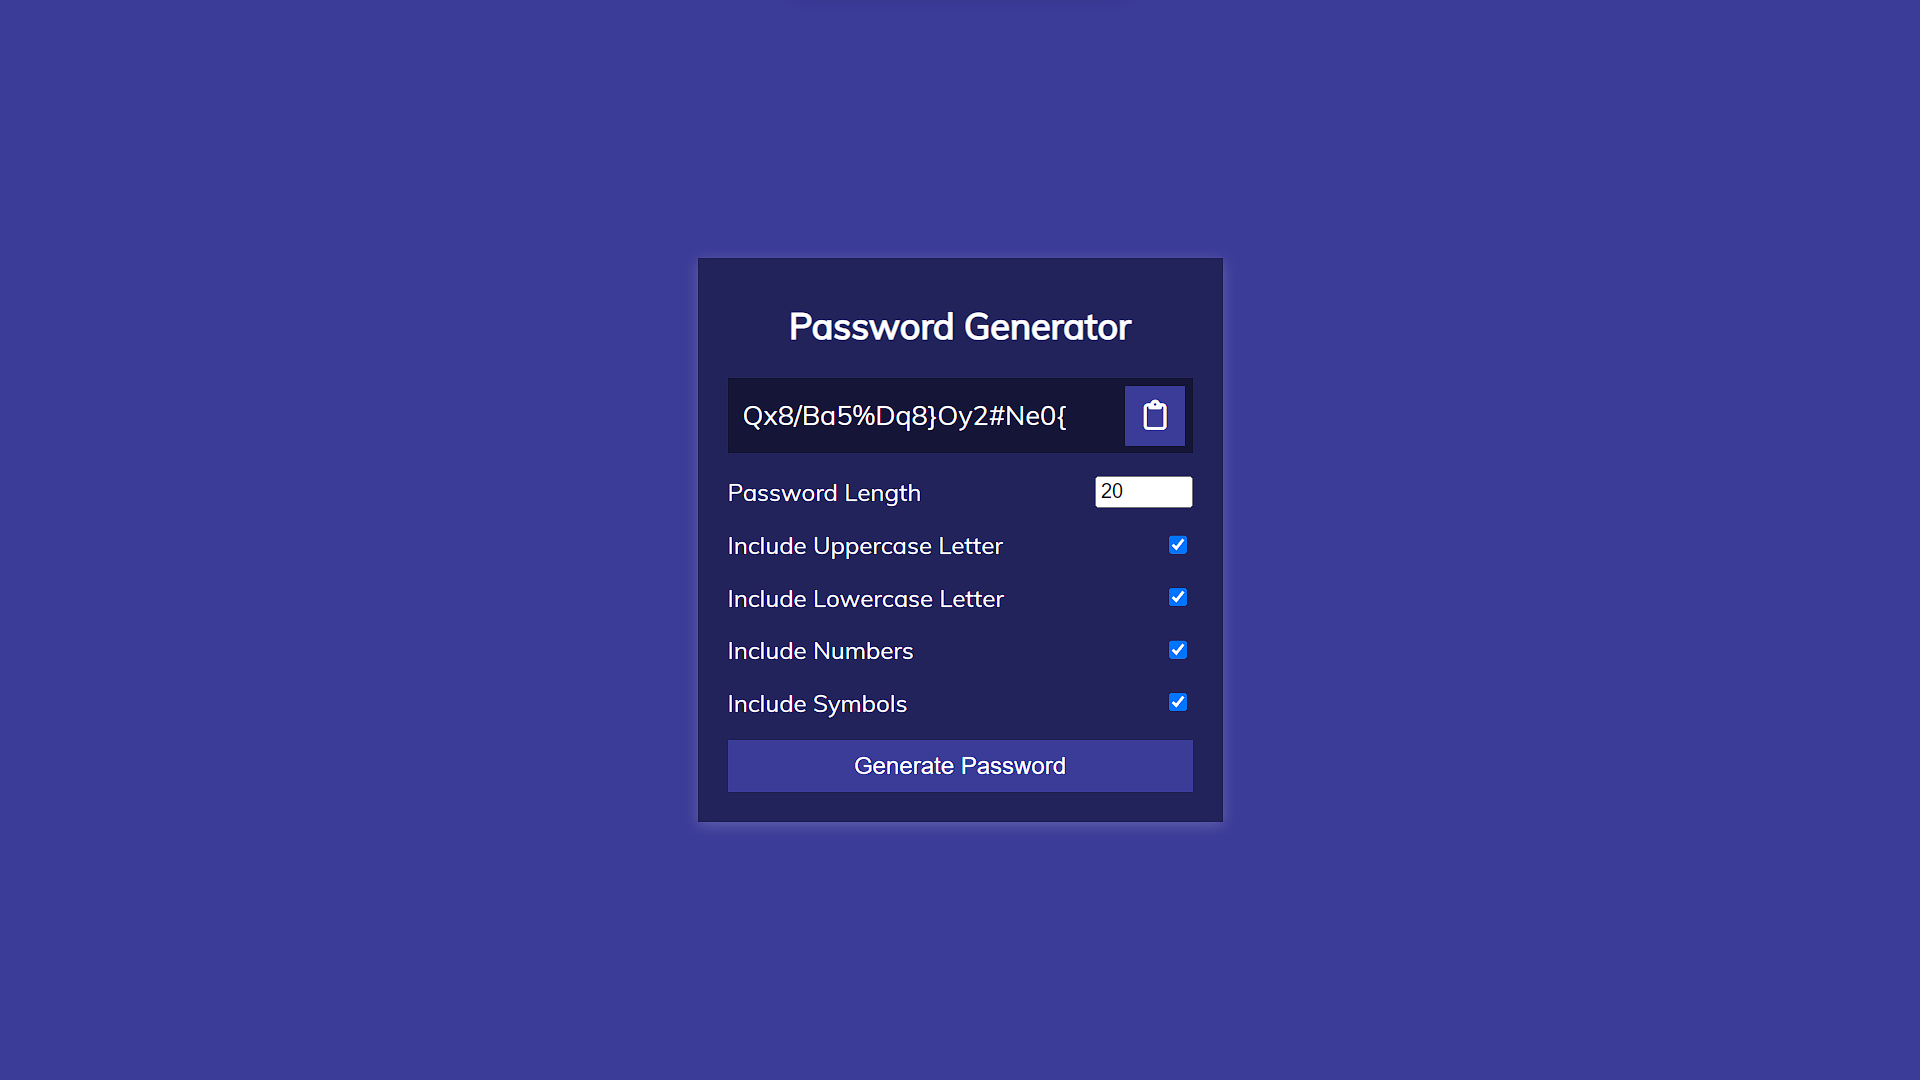 Password Generator
Qx8/Ba5%Dq8}Oy2#Ne0{
Password Length
20
Include Uppercase Letter
Include Lowercase Letter
Include Numbers
Include Symbols
Generate Password